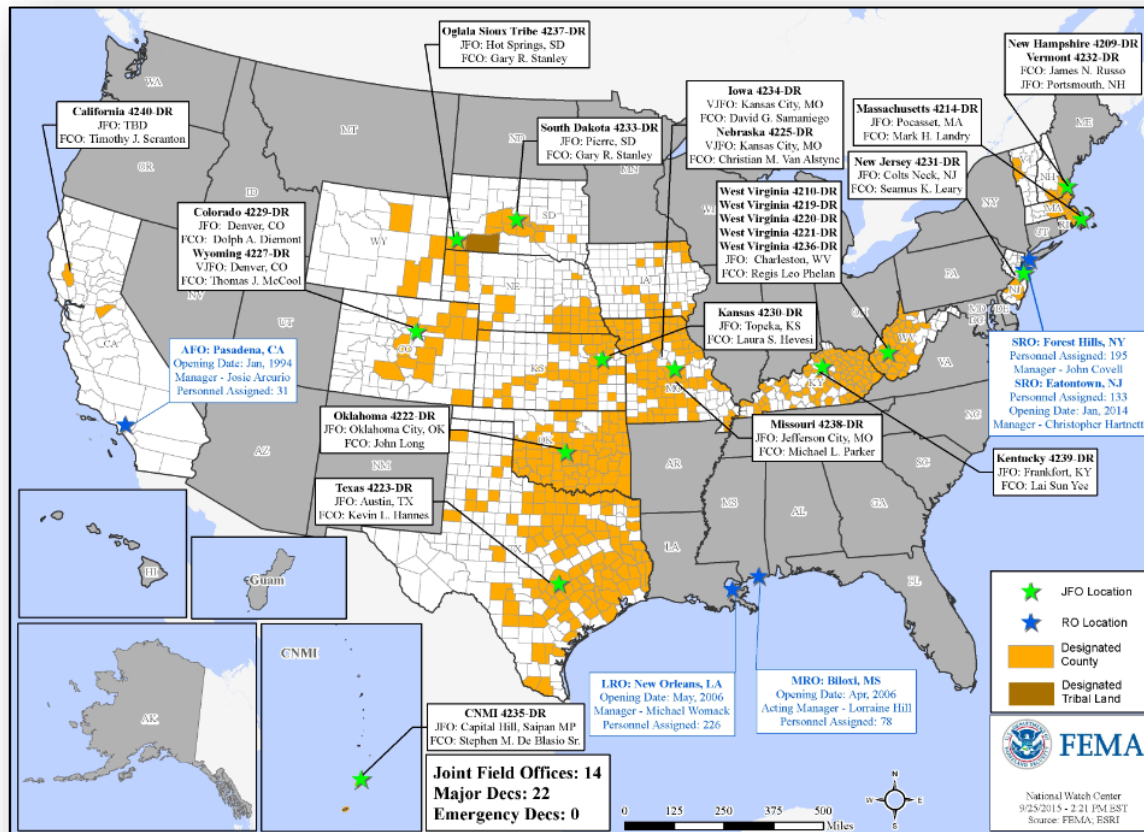 Oglala Sioux Tribe 4237-DR
JFO: Hot Springs, SD
FCO: Gary R. Stanley
New Hampshire 4209-DR
Vermont 4232-DR
FCO: James N. Russo
JFO: Portsmouth, NH
Iowa 4234-DR
VJFO: Kansas City, MO
FCO: David G. Samaniego
Nebraska 4225-DR
VJFO: Kansas City, MO
FCO: Christian M. Van Alstyne
California 4240-DR
JFO: TBD
FCO: Timothy J. Scranton
South Dakota 4233-DR
JFO: Pierre, SD
FCO: Gary R. Stanley
Massachusetts 4214-DR
JFO: Pocasset, MA
FCO: Mark H. Landry
New Jersey 4231-DR
JFO: Colts Neck, NJ
FCO: Seamus K. Leary
West Virginia 4210-DR
West Virginia 4219-DR
West Virginia 4220-DR
West Virginia 4221-DR
West Virginia 4236-DR
JFO: Charleston, WV
FCO: Regis Leo Phelan
Colorado 4229-DR
JFO: Denver, CO
FCO: Dolph A. Diemont
Wyoming 4227-DR
VJFO: Denver, CO
FCO: Thomas J. McCool
Kansas 4230-DR
JFO: Topeka, KS
FCO: Laura S. Hevesi
AFO: Pasadena, CA
Opening Date: Jan, 1994
Manager - Josie Arcurio
Personnel Assigned: 31
SRO: Forest Hills, NY
Personnel Assigned: 195
Manager - John Covell
SRO: Eatontown, NJ
Personnel Assigned: 133
Opening Date: Jan, 2014
Manager - Christopher Hartnett
Oklahoma 4222-DR
JFO: Oklahoma City, OK
FCO: John Long
Missouri 4238-DR
JFO: Jefferson City, MO
FCO: Michael L. Parker
Kentucky 4239-DR
JFO: Frankfort, KY
FCO: Lai Sun Yee
Texas 4223-DR
JFO: Austin, TX
FCO: Kevin L. Hannes
WA
OR
MT
ID
ND
SD
WY
NE
IA
MN
WI
NV
UT
CA
CO
KS
MO
KY
WV
OH
PA
NY
VT
NH
ME
MA
CT
RI
NJ
MD
DE
DC
AZ
NM
OK
AR
TX
LA
MS
AL
GA
SC
NC
VA
FL
HI
Guam
AK
CNMI
LRO: New Orleans, LA
Opening Date: May, 2006
Manager - Michael Womack
Personnel Assigned: 226
MRO: Biloxi, MS
Opening Date: Apr, 2006
Acting Manager - Lorraine Hill
Personnel Assigned: 78
CNMI 4235-DR
JFO: Capital Hill, Saipan MP
FCO: Stephen M. De Blasio Sr.
Joint Field Offices: 14
Major Decs: 22
Emergency Decs: 0
N
W
E
S
0 125 250 375 500
Miles
JFO Location
RO Location
Designated
County
Designated
Tribal Land
FEMA
National Watch Center
9/25/2015 - 2:21 PM EST
Source: FEMA; ESRI